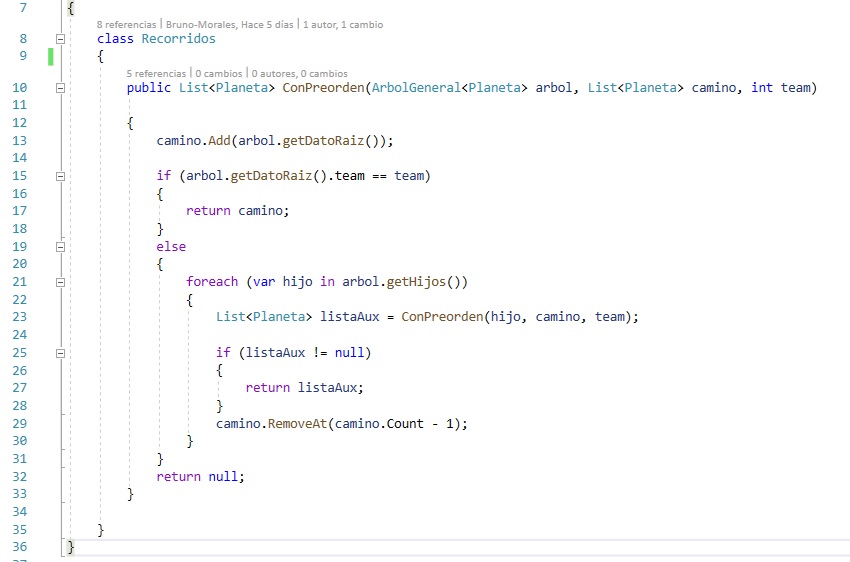 7 {
8 referencias | Bruno-Morales, Hace 5 días | 1 autor, 1 cambio
8 class Recorridos
9 {
5 referencias | 0 cambios | 0 autores, 0 cambios
10 public List<Planeta> ConPreorden(ArbolGeneral<Planeta> arbol, List<Planeta> camino, int team)
11
12 {
13 camino.Add(arbol.getDatoRaiz());
14
15 if (arbol.getDatoRaiz().team == team)
16 {
17 return camino;
18 }
19 else
20 {
21 foreach (var hijo in arbol.getHijos())
22 {
23 List<Planeta> listaAux = ConPreorden(hijo, camino, team);
24
25 if (listaAux != null)
26 {
27 return listaAux;
28 }
29 camino.RemoveAt(camino.Count - 1);
30 }
31 }
32 return null;
33 }
34
35 }
36 }